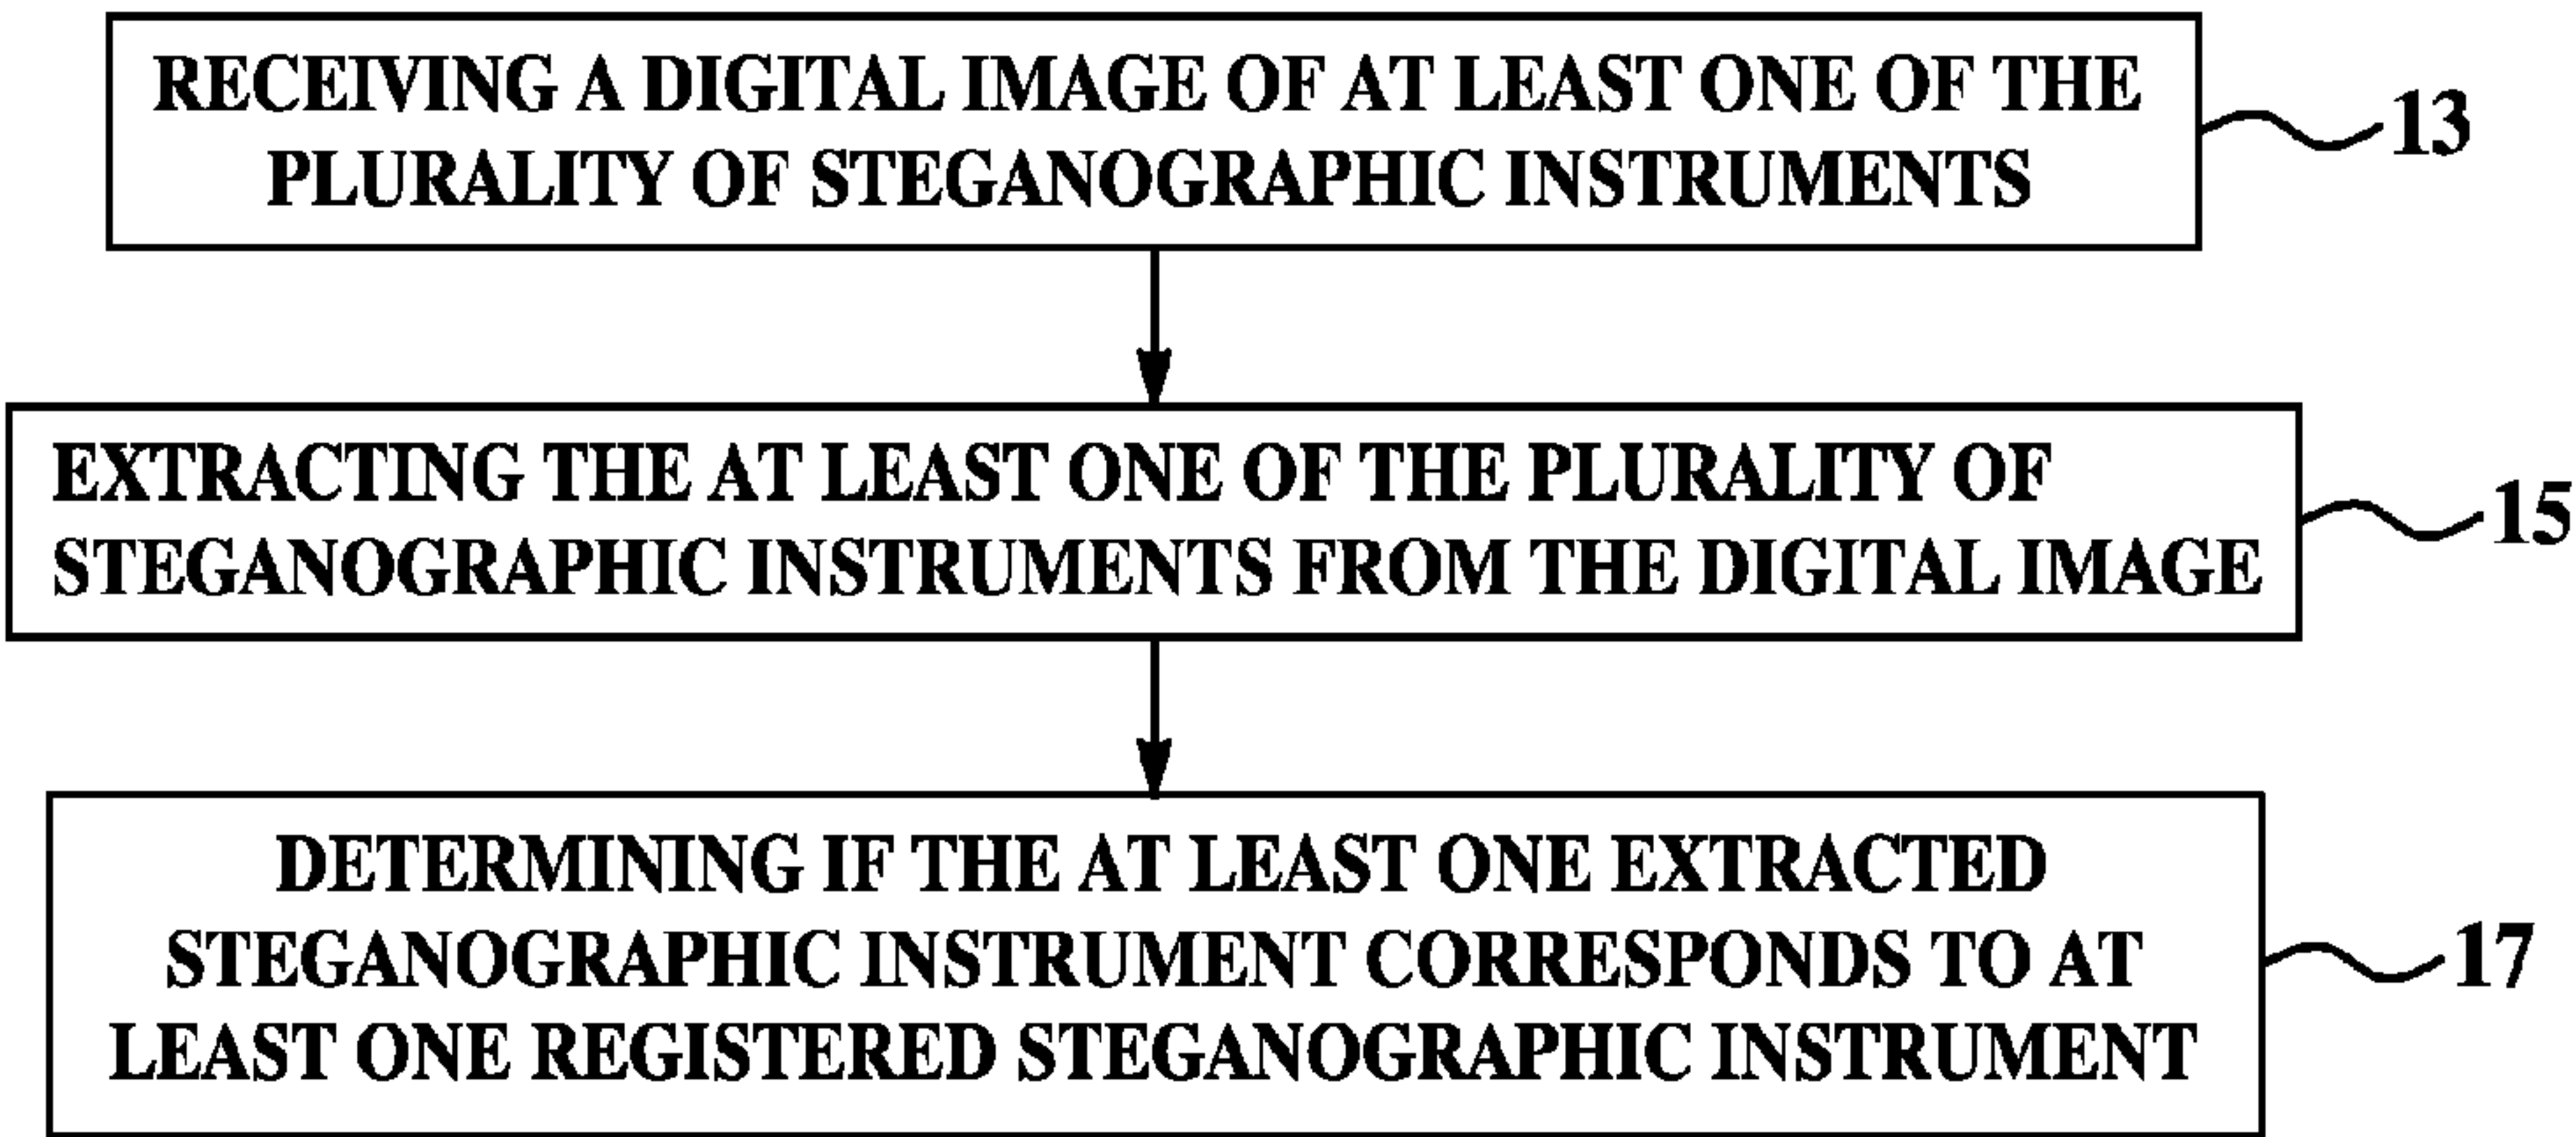 RECEIVING A DIGITAL IMAGE OF AT LEAST ONE OF THE
PLURALITY OF STEGANOGRAPHIC INSTRUMENTS
13
EXTRACTING THE AT LEAST ONE OF THE PLURALITY OF
STEGANOGRAPHIC INSTRUMENTS FROM THE DIGITAL IMAGE
15
DETERMINING IF THE AT LEAST ONE EXTRACTED
STEGANOGRAPHIC INSTRUMENT CORRESPONDS TO AT
LEAST ONE REGISTERED STEGANOGRAPHIC INSTRUMENT
17